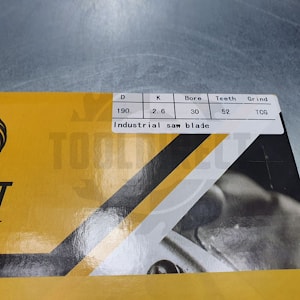 D K Bore Teeth Grind
190 2.6 30 52 TCG
Industrial saw blade